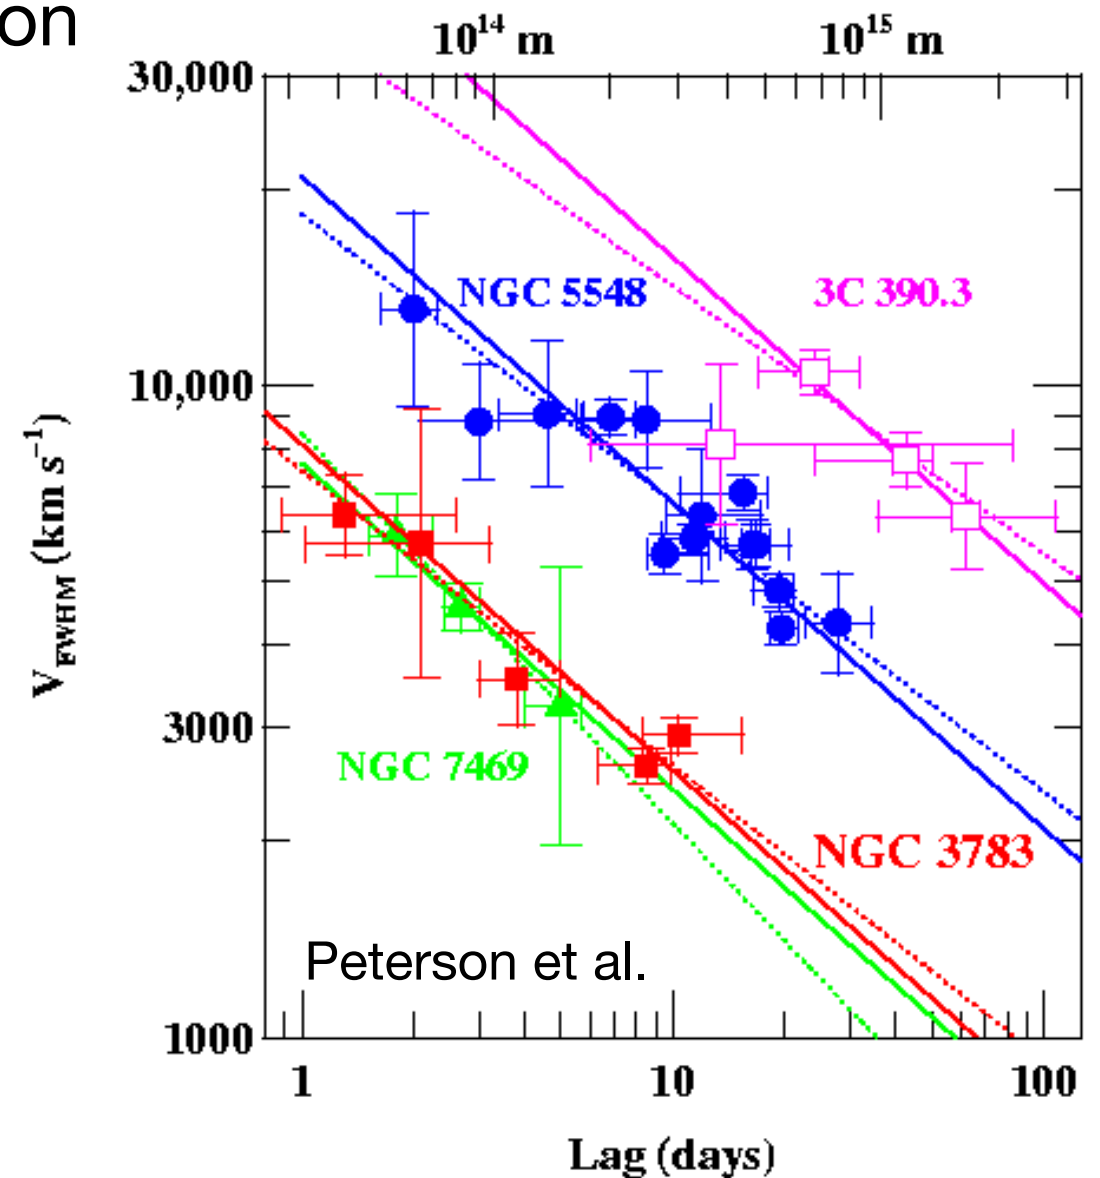 on
10¹⁴ m
10¹⁵ m
30,000
10,000
3000
1000
V_FWHM (km s⁻¹)
NGC 5548
3C 390.3
NGC 7469
NGC 3783
Peterson et al.
1
10
100
Lag (days)